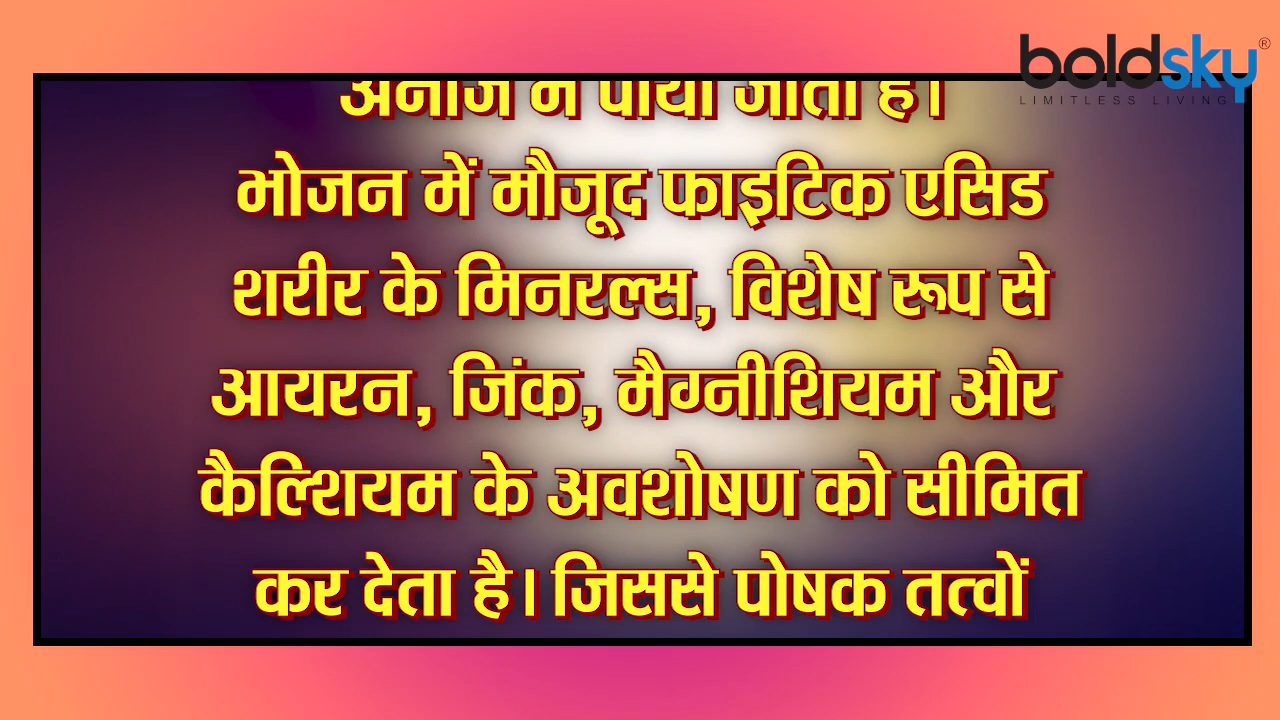 boldsky®
LIMITLESS LIVING
अनाज में पाया जाता है।
भोजन में मौजूद फाइटिक एसिड
शरीर के मिनरल्स, विशेष रूप से
आयरन, जिंक, मैग्नीशियम और
कैल्शियम के अवशोषण को सीमित
कर देता है। जिससे पोषक तत्वों